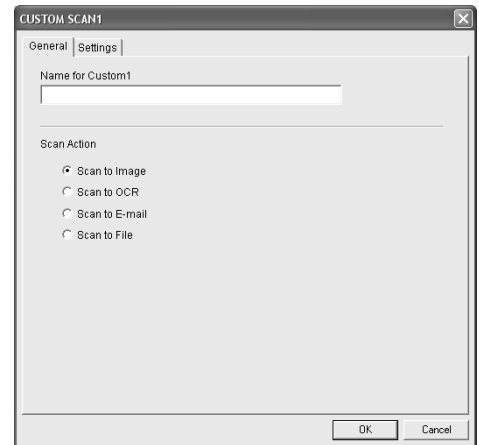 CUSTOM SCAN1
General Settings
Name for Custom1
Scan Action
Scan to Image
Scan to OCR
Scan to E-mail
Scan to File
OK Cancel